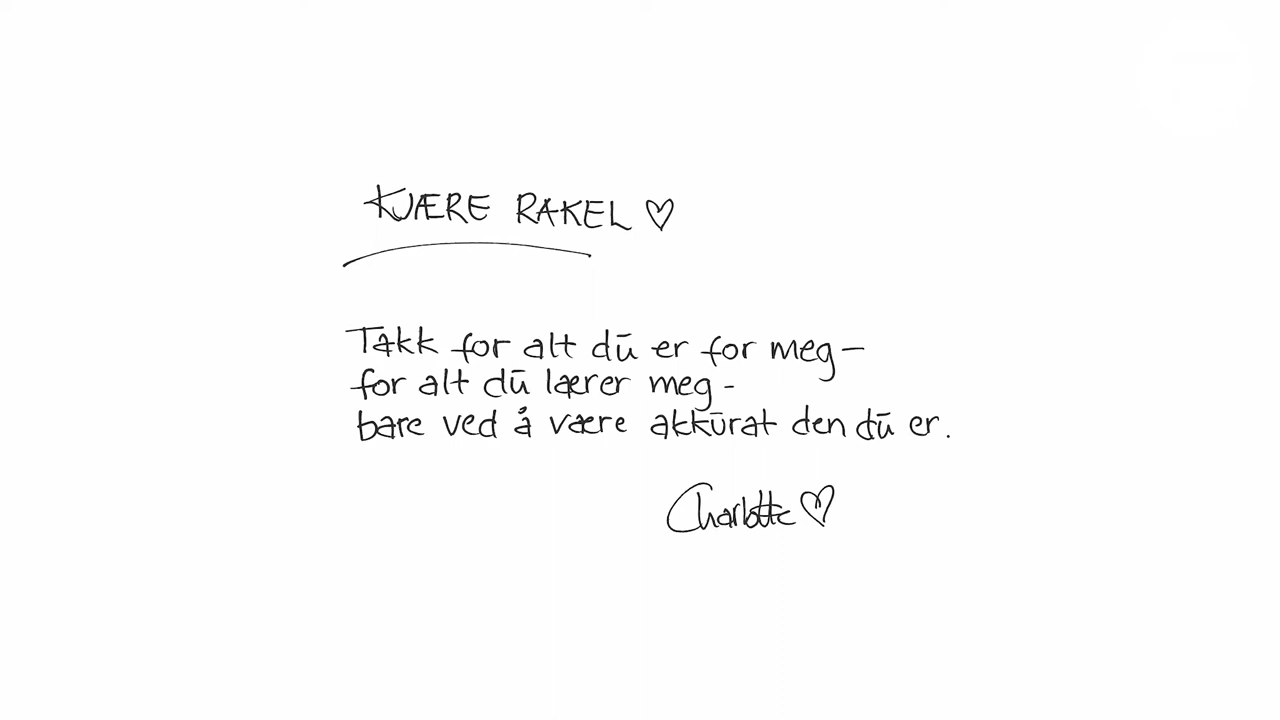 KJÆRE RAKEL ♡
Takk for alt dū er for meg –
for alt dū lærer meg -
bare ved å være akkūrat den dū er.
Charlotte ♡